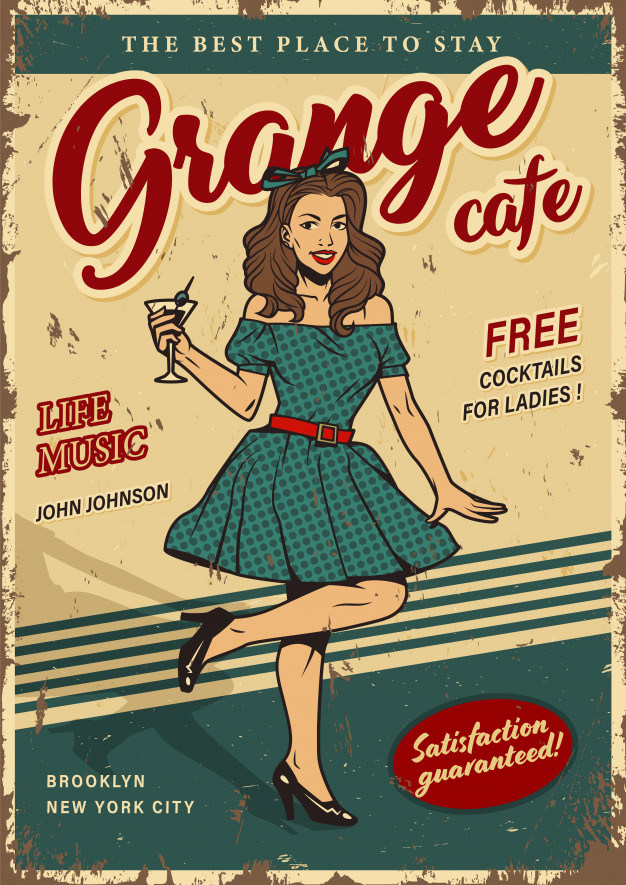 THE BEST PLACE TO STAY
Grange
cafe
FREE
COCKTAILS
FOR LADIES !
LIFE
MUSIC
JOHN JOHNSON
Satisfaction
guaranteed!
BROOKLYN
NEW YORK CITY